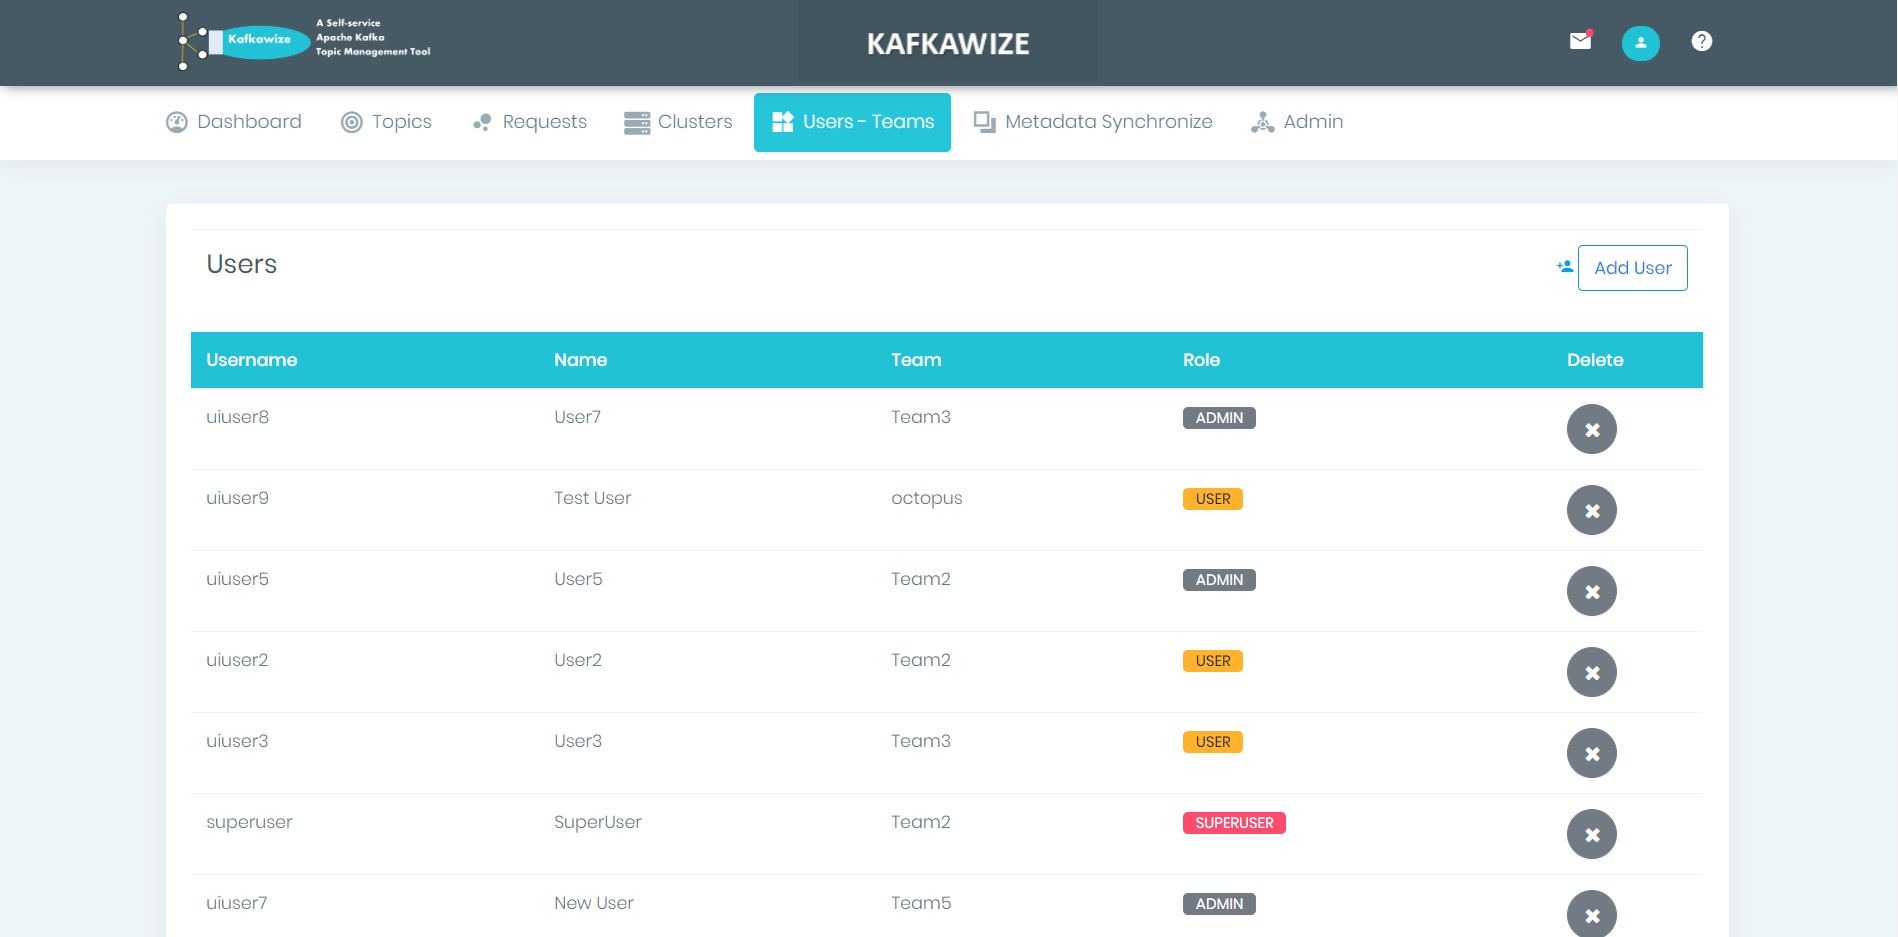 Kafkawize
A Self-service
Apache Kafka
Topic Management Tool
KAFKAWIZE
Dashboard Topics Requests Clusters Users - Teams Metadata Synchronize Admin
Users
Add User
Username Name Team Role Delete
uiuser8 User7 Team3 ADMIN
uiuser9 Test User octopus USER
uiuser5 User5 Team2 ADMIN
uiuser2 User2 Team2 USER
uiuser3 User3 Team3 USER
superuser SuperUser Team2 SUPERUSER
uiuser7 New User Team5 ADMIN